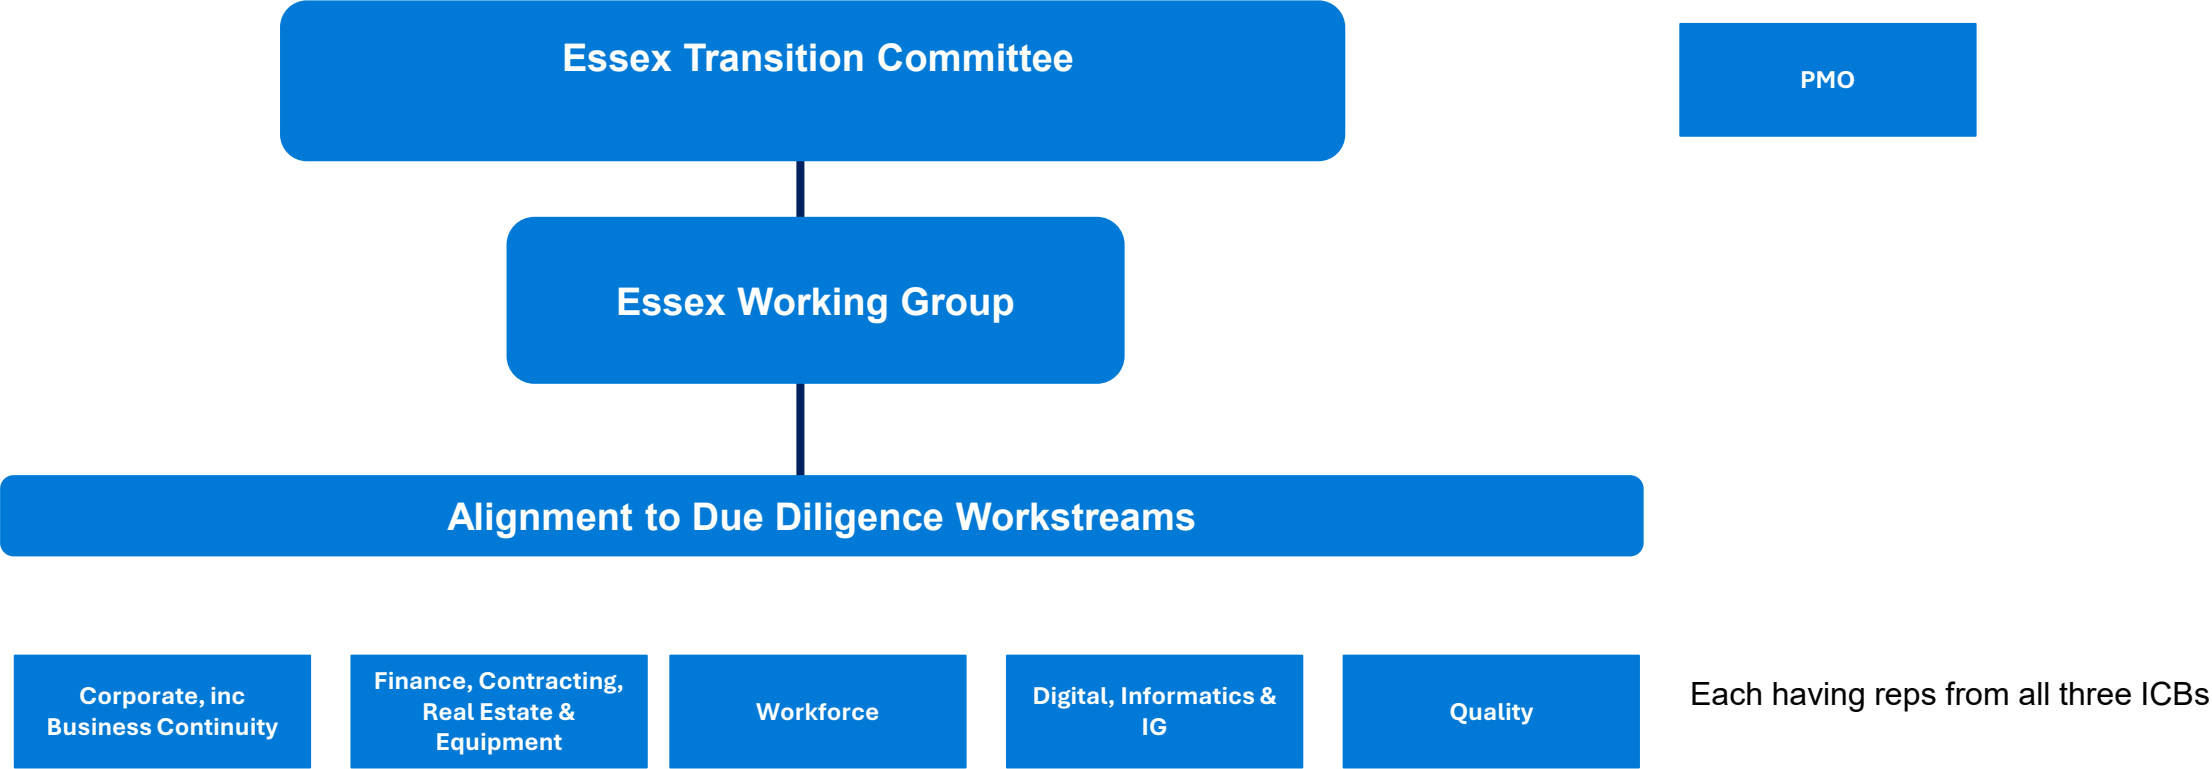 Essex Transition Committee
PMO
Essex Working Group
Alignment to Due Diligence Workstreams
Corporate, inc
Business Continuity
Finance, Contracting,
Real Estate &
Equipment
Workforce
Digital, Informatics &
IG
Quality
Each having reps from all three ICBs